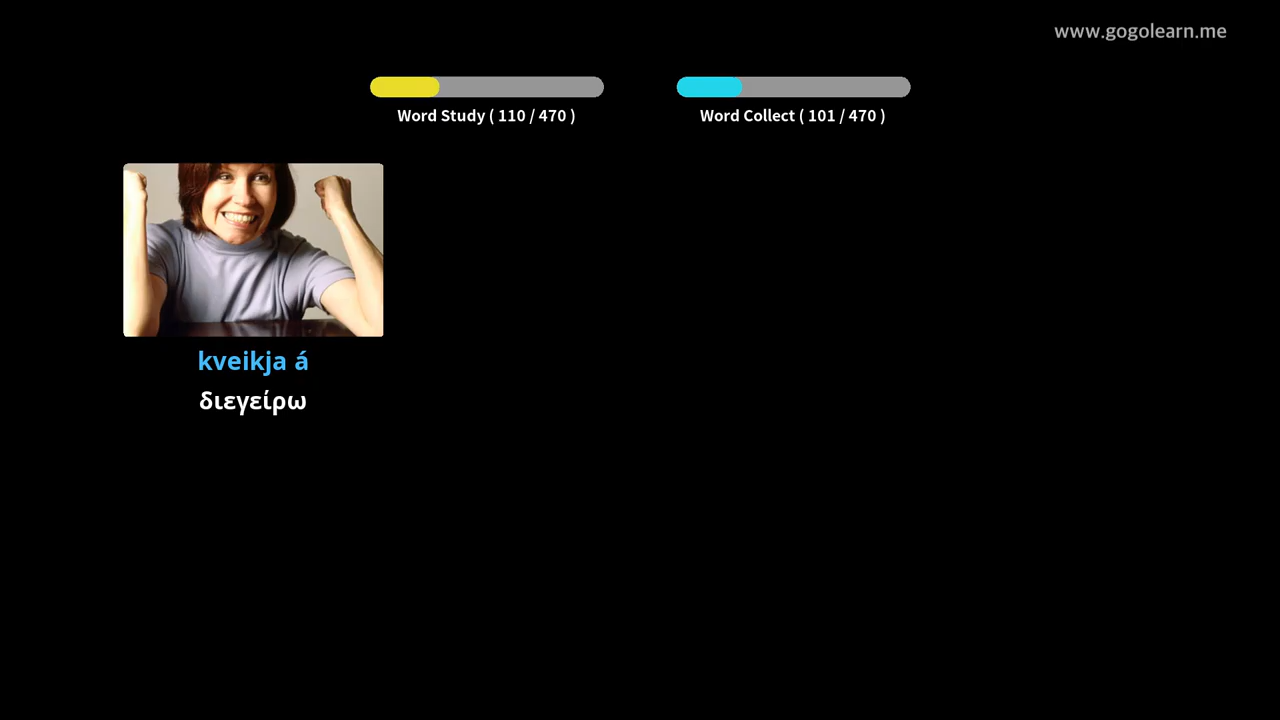 www.gogolearn.me
Word Study ( 110 / 470 )
Word Collect ( 101 / 470 )
kveikja á
διεγείρω